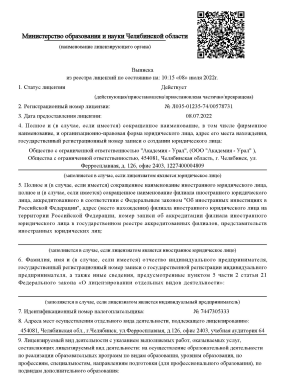 Министерство образования и науки Челябинской области
(наименование лицензирующего органа)
Выписка
из реестра лицензий по состоянию на: 10:15 «08» июля 2022г.
1. Статус лицензии Действует
(действующая/приостановлена/приостановлена частично/прекращена)
2. Регистрационный номер лицензии: № Л035-01235-74/00578731
3. Дата предоставления лицензии: 08.07.2022
4. Полное и (в случае, если имеется) сокращенное наименование, в том числе фирменное
наименование, и организационно-правовая форма юридического лица, адрес его места нахождения,
государственный регистрационный номер записи о создании юридического лица:
Общество с ограниченной ответственностью "Академия - Урал", (ООО "Академия - Урал" ),
Общества с ограниченной ответственностью, 454081, Челябинская область, г. Челябинск, ул.
Ферросплавная, д. 126, офис 2403, 1227400004809
(заполняется в случае, если лицензиатом является юридическое лицо)
5. Полное и (в случае, если имеется) сокращенное наименование иностранного юридического лица,
полное и (в случае, если имеется) сокращенное наименование филиала иностранного юридического
лица, аккредитованного в соответствии с Федеральным законом "Об иностранных инвестициях в
Российской Федерации", адрес (место нахождения) филиала иностранного юридического лица на
территории Российской Федерации, номер записи об аккредитации филиала иностранного
юридического лица в государственном реестре аккредитованных филиалов, представительств
иностранных юридических лиц:
(заполняется в случае, если лицензиатом является иностранное юридическое лицо)
6. Фамилия, имя и (в случае, если имеется) отчество индивидуального предпринимателя,
государственный регистрационный номер записи о государственной регистрации индивидуального
предпринимателя, а также иные сведения, предусмотренные пунктом 3 части 2 статьи 21
Федерального закона «О лицензировании отдельных видов деятельности»:
(заполняется в случае, если лицензиатом является индивидуальный предприниматель)
7. Идентификационный номер налогоплательщика: № 7447305333
8. Адреса мест осуществления отдельного вида деятельности, подлежащего лицензированию:
454081, Челябинская обл., г Челябинск, ул Ферросплавная, д 126, офис 2403, учебная аудитория 64
9. Лицензируемый вид деятельности с указанием выполняемых работ, оказываемых услуг,
составляющих лицензируемый вид деятельности: на осуществление образовательной деятельности
по реализации образовательных программ по видам образования, уровням образования, по
профессиям, специальностям, направлениям подготовки (для профессионального образования), по
подвидам дополнительного образования: